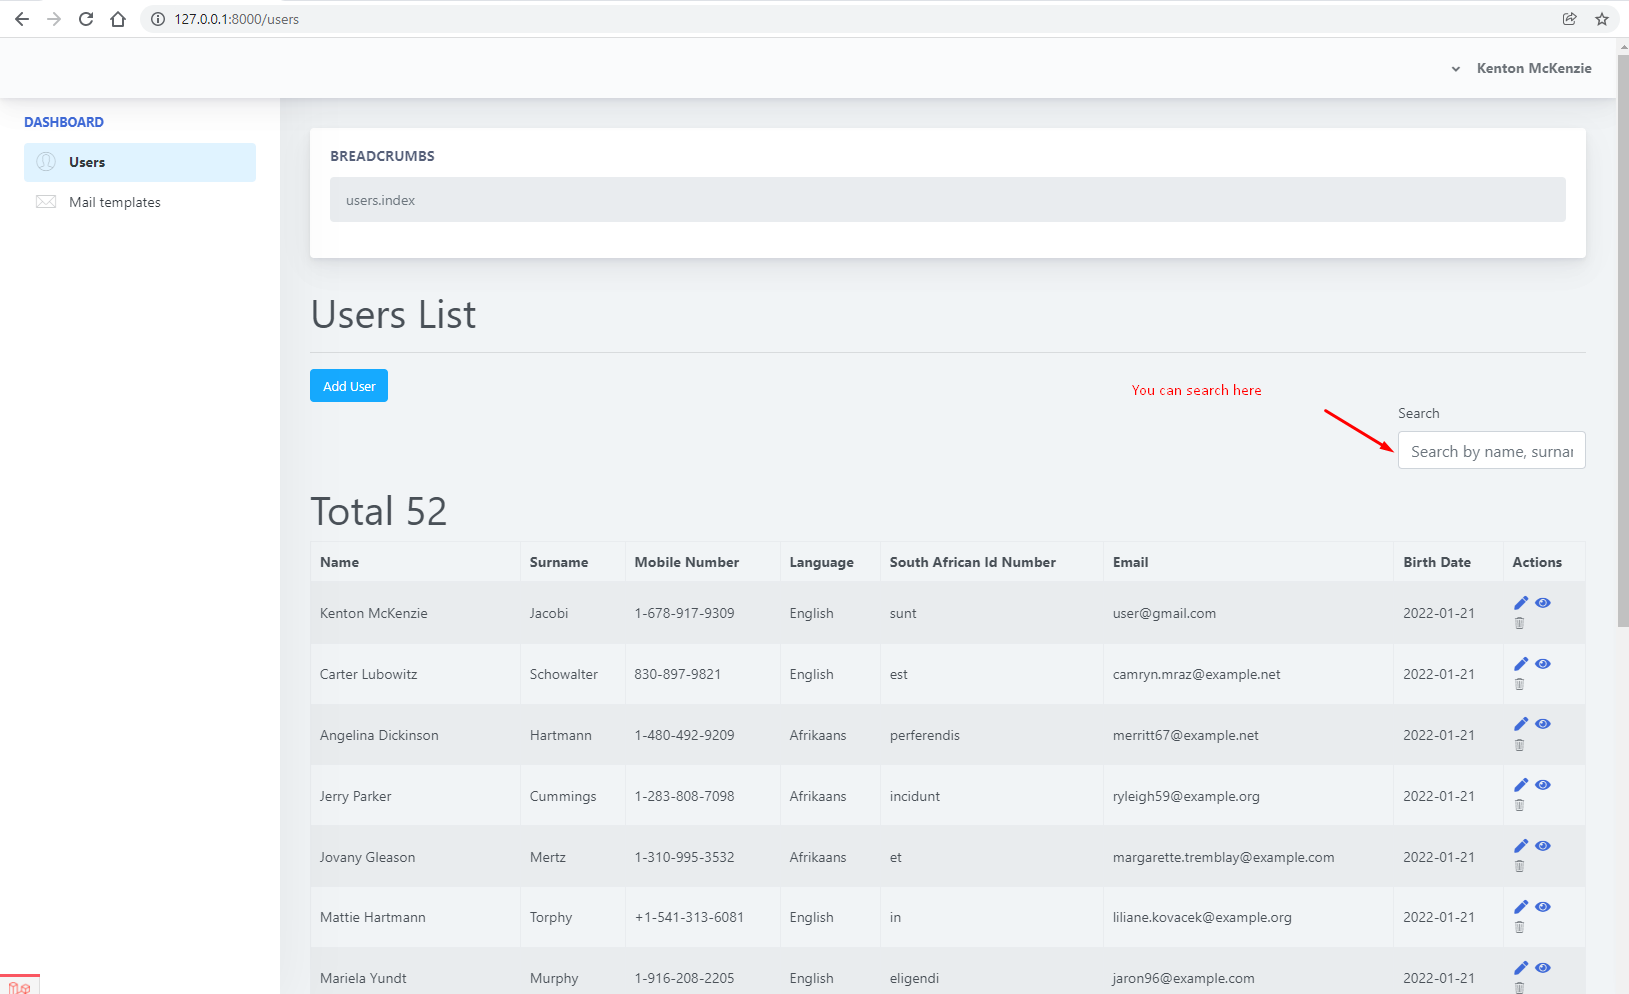 127.0.0.1:8000/users
Kenton McKenzie
DASHBOARD
Users
Mail templates
BREADCRUMBS
users.index
Users List
Add User
You can search here
Search
Search by name, surnar
Total 52
Name Surname Mobile Number Language South African Id Number Email Birth Date Actions
Kenton McKenzie Jacobi 1-678-917-9309 English sunt user@gmail.com 2022-01-21
Carter Lubowitz Schowalter 830-897-9821 English est camryn.mraz@example.net 2022-01-21
Angelina Dickinson Hartmann 1-480-492-9209 Afrikaans perferendis merritt67@example.net 2022-01-21
Jerry Parker Cummings 1-283-808-7098 Afrikaans incidunt ryleigh59@example.org 2022-01-21
Jovany Gleason Mertz 1-310-995-3532 Afrikaans et margarette.tremblay@example.com 2022-01-21
Mattie Hartmann Torphy +1-541-313-6081 English in liliane.kovacek@example.org 2022-01-21
Mariela Yundt Murphy 1-916-208-2205 English eligendi jaron96@example.com 2022-01-21